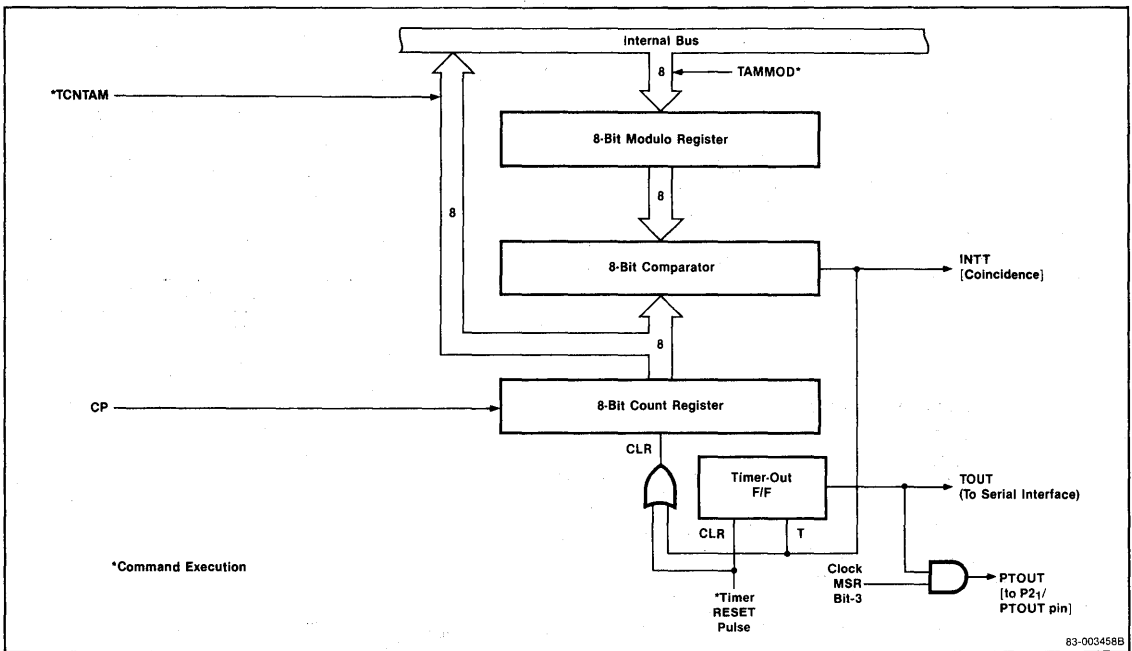 Internal Bus
8
TAMMOD*
*TCNTAM
8-Bit Modulo Register
8
8
8-Bit Comparator
INTT
[Coincidence]
8
CP
8-Bit Count Register
CLR
Timer-Out
F/F
TOUT
(To Serial Interface)
CLR
T
*Command Execution
Clock
MSR
Bit-3
PTOUT
[to P2₁/
PTOUT pin]
*Timer
RESET
Pulse
83-003458B